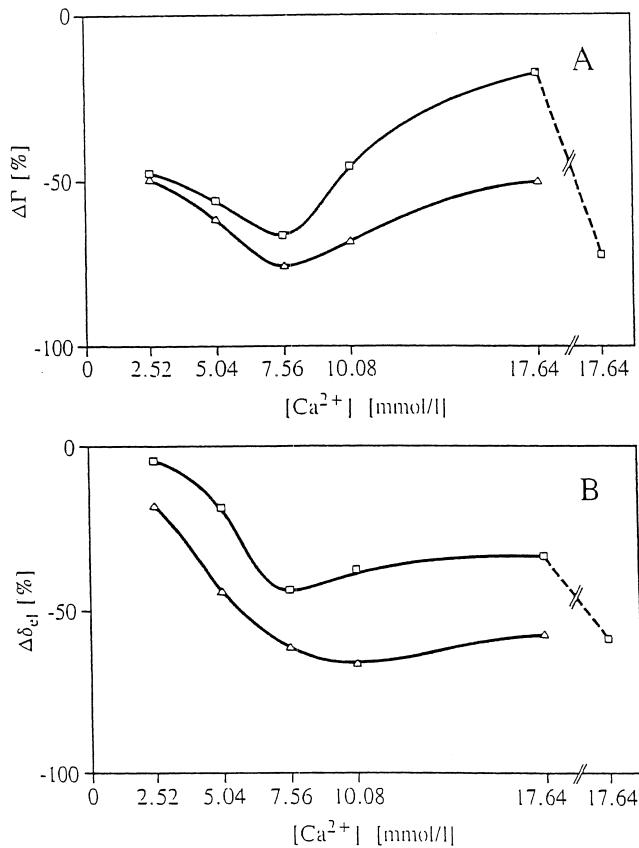 0
A
-50
ΔΓ [%]
-100
0 2.52 5.04 7.56 10.08 17.64 17.64
[Ca²⁺] [mmol/l]
0
B
-50
Δδel [%]
-100
0 2.52 5.04 7.56 10.08 17.64 17.64
[Ca²⁺] [mmol/l]